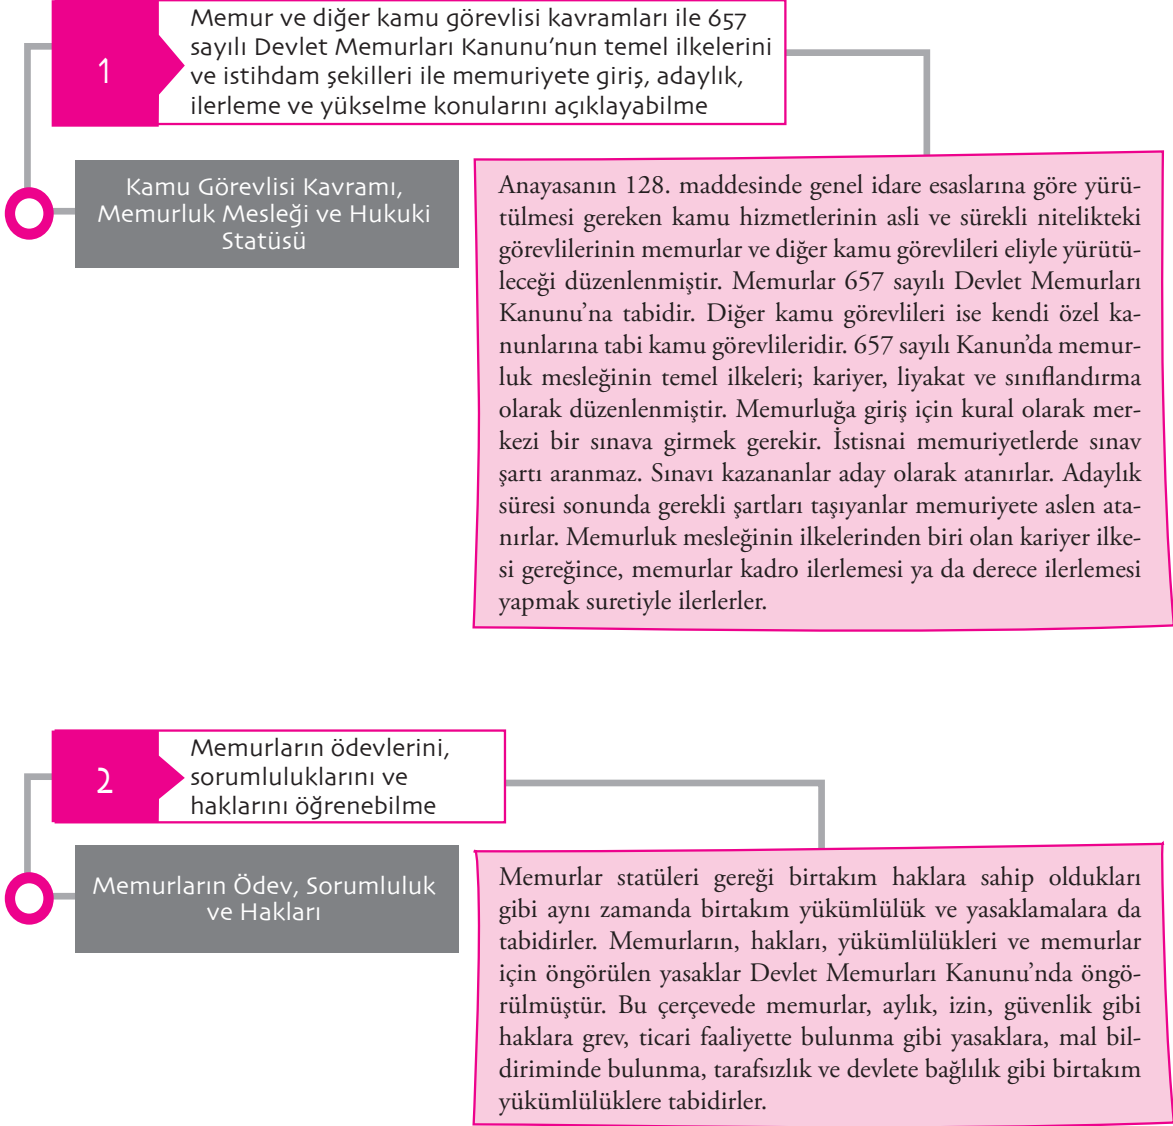 1
Memur ve diğer kamu görevlisi kavramları ile 657
sayılı Devlet Memurları Kanunu'nun temel ilkelerini
ve istihdam şekilleri ile memuriyete giriş, adaylık,
ilerleme ve yükselme konularını açıklayabilme
Kamu Görevlisi Kavramı,
Memurluk Mesleği ve Hukuki
Statüsü
Anayasanın 128. maddesinde genel idare esaslarına göre yürü-
tülmesi gereken kamu hizmetlerinin asli ve sürekli nitelikteki
görevlilerinin memurlar ve diğer kamu görevlileri eliyle yürütü-
leceği düzenlenmiştir. Memurlar 657 sayılı Devlet Memurları
Kanunu'na tabidir. Diğer kamu görevlileri ise kendi özel ka-
nunlarına tabi kamu görevlileridir. 657 sayılı Kanun'da memur-
luk mesleğinin temel ilkeleri; kariyer, liyakat ve sınıflandırma
olarak düzenlenmiştir. Memurluğa giriş için kural olarak mer-
kezi bir sınava girmek gerekir. İstisnai memuriyetlerde sınav
şartı aranmaz. Sınavı kazananlar aday olarak atanırlar. Adaylık
süresi sonunda gerekli şartları taşıyanlar memuriyete aslen ata-
nırlar. Memurluk mesleğinin ilkelerinden biri olan kariyer ilke-
si gereğince, memurlar kadro ilerlemesi ya da derece ilerlemesi
yapmak suretiyle ilerlerler.
2
Memurların ödevlerini,
sorumluluklarını ve
haklarını öğrenebilme
Memurların Ödev, Sorumluluk
ve Hakları
Memurlar statüleri gereği birtakım haklara sahip oldukları
gibi aynı zamanda birtakım yükümlülük ve yasaklamalara da
tabidirler. Memurların, hakları, yükümlülükleri ve memurlar
için öngörülen yasaklar Devlet Memurları Kanunu'nda öngö-
rülmüştür. Bu çerçevede memurlar, aylık, izin, güvenlik gibi
haklara grev, ticari faaliyette bulunma gibi yasaklara, mal bil-
diriminde bulunma, tarafsızlık ve devlete bağlılık gibi birtakım
yükümlülüklere tabidirler.